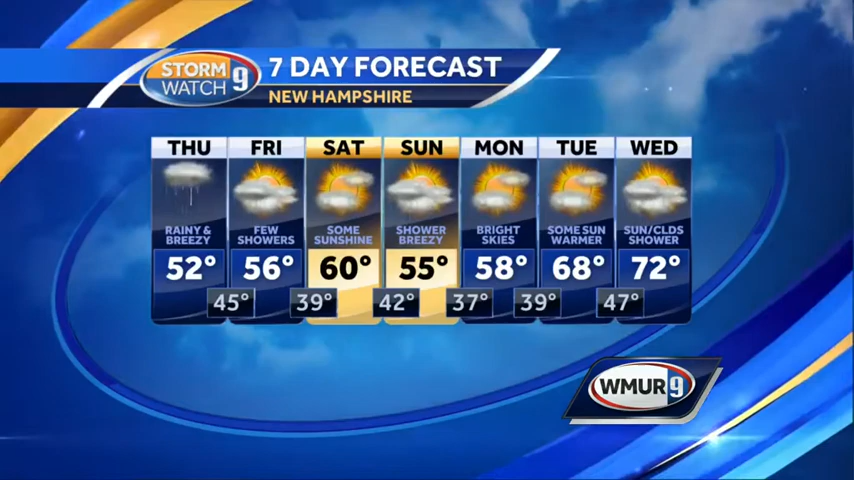 STORM
WATCH 9
7 DAY FORECAST
NEW HAMPSHIRE
THU FRI SAT SUN MON TUE WED
RAINY & FEW SOME SHOWER BRIGHT SOME SUN SUN/CLDS
BREEZY SHOWERS SUNSHINE BREEZY SKIES WARMER SHOWER
52° 56° 60° 55° 58° 68° 72°
45° 39° 42° 37° 39° 47°
WMUR 9